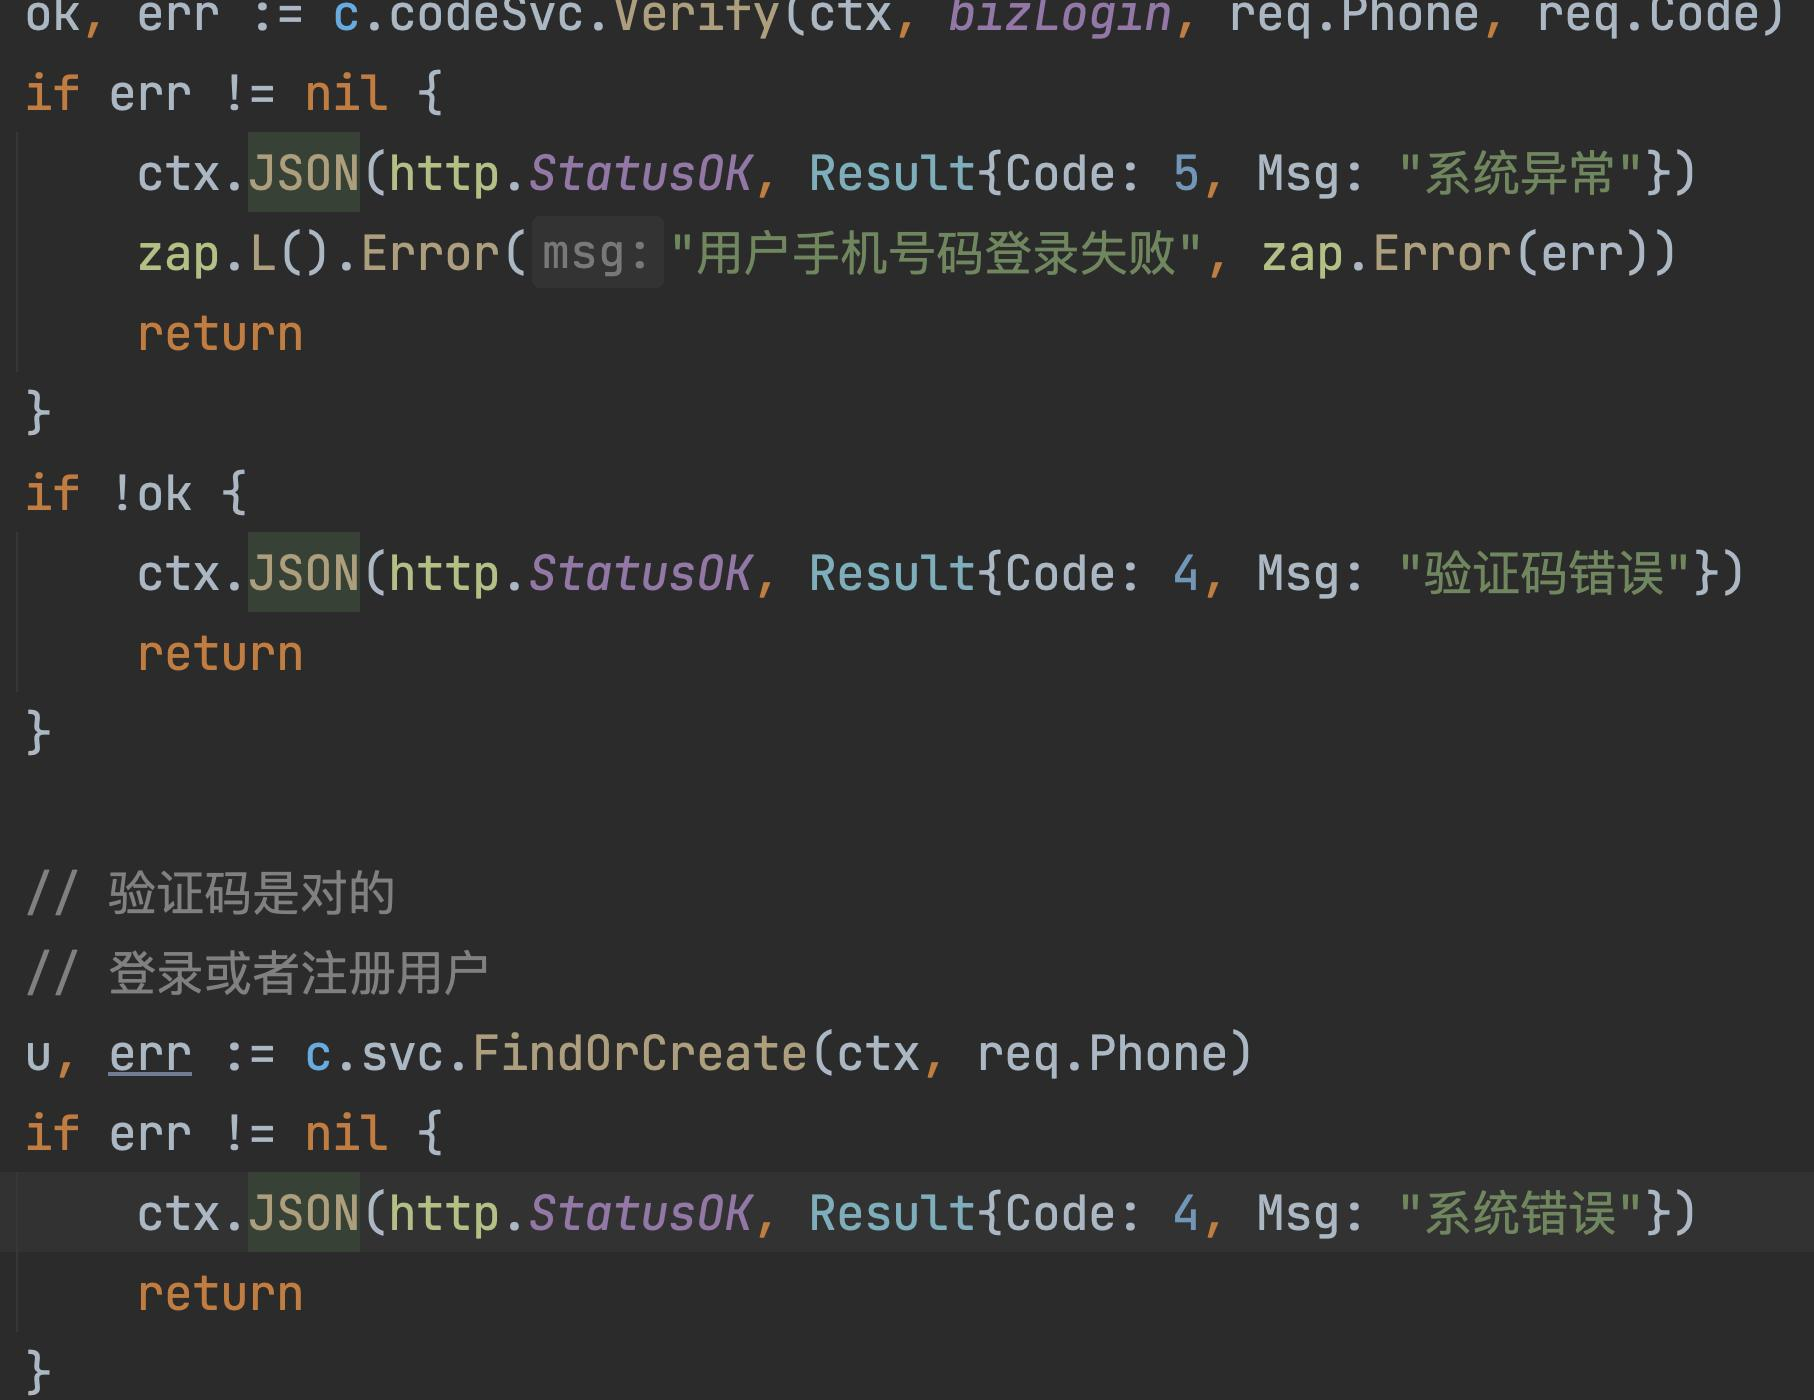 ok, err := c.codeSvc.Verify(ctx, bizLogin, req.Phone, req.Code)
if err != nil {
    ctx.JSON(http.StatusOK, Result{Code: 5, Msg: "系统异常"})
    zap.L().Error( msg: "用户手机号码登录失败", zap.Error(err))
    return
}
if !ok {
    ctx.JSON(http.StatusOK, Result{Code: 4, Msg: "验证码错误"})
    return
}
// 验证码是对的
// 登录或者注册用户
u, err := c.svc.FindOrCreate(ctx, req.Phone)
if err != nil {
    ctx.JSON(http.StatusOK, Result{Code: 4, Msg: "系统错误"})
    return
}